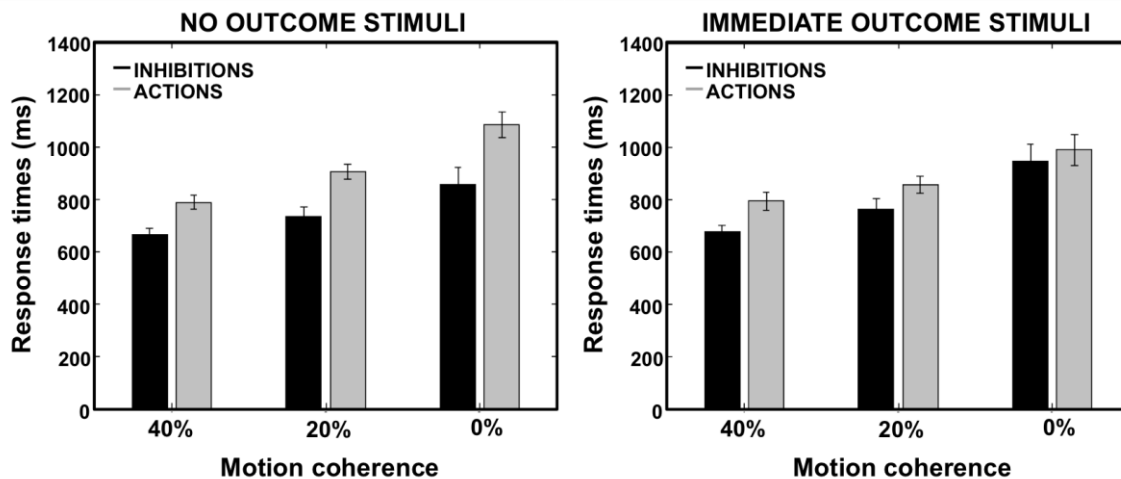 NO OUTCOME STIMULI
1400
1200
1000
800
600
400
200
0
Response times (ms)
INHIBITIONS
ACTIONS
40% 20% 0%
Motion coherence
IMMEDIATE OUTCOME STIMULI
1400
1200
1000
800
600
400
200
0
Response times (ms)
INHIBITIONS
ACTIONS
40% 20% 0%
Motion coherence